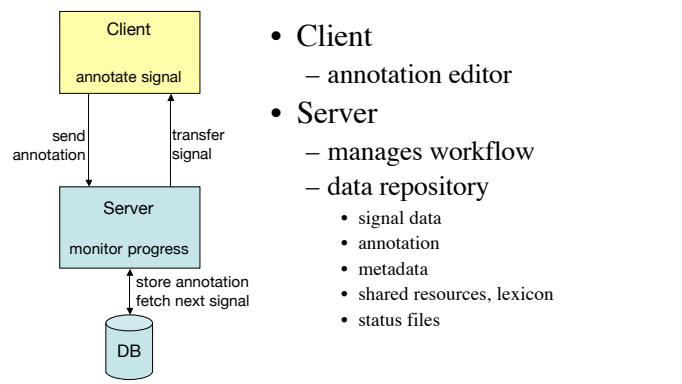 Client
annotate signal
send
annotation
transfer
signal
Server
monitor progress
store annotation
fetch next signal
DB
• Client
– annotation editor
• Server
– manages workflow
– data repository
• signal data
• annotation
• metadata
• shared resources, lexicon
• status files